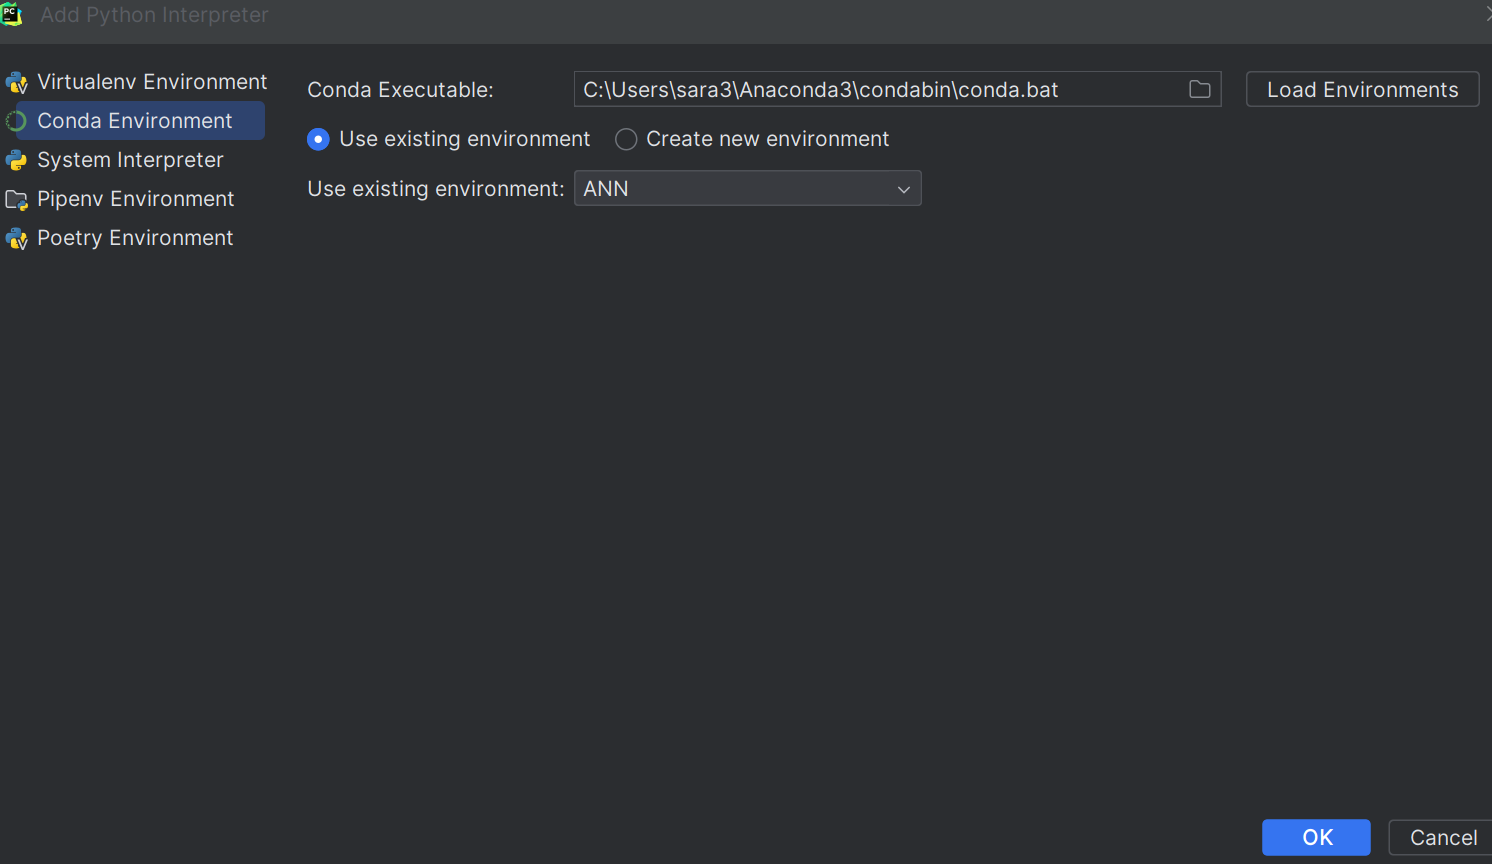 PC
Add Python Interpreter
Virtualenv Environment
Conda Environment
System Interpreter
Pipenv Environment
Poetry Environment
Conda Executable: C:\Users\sara3\Anaconda3\condabin\conda.bat Load Environments
Use existing environment Create new environment
Use existing environment: ANN
OK Cancel